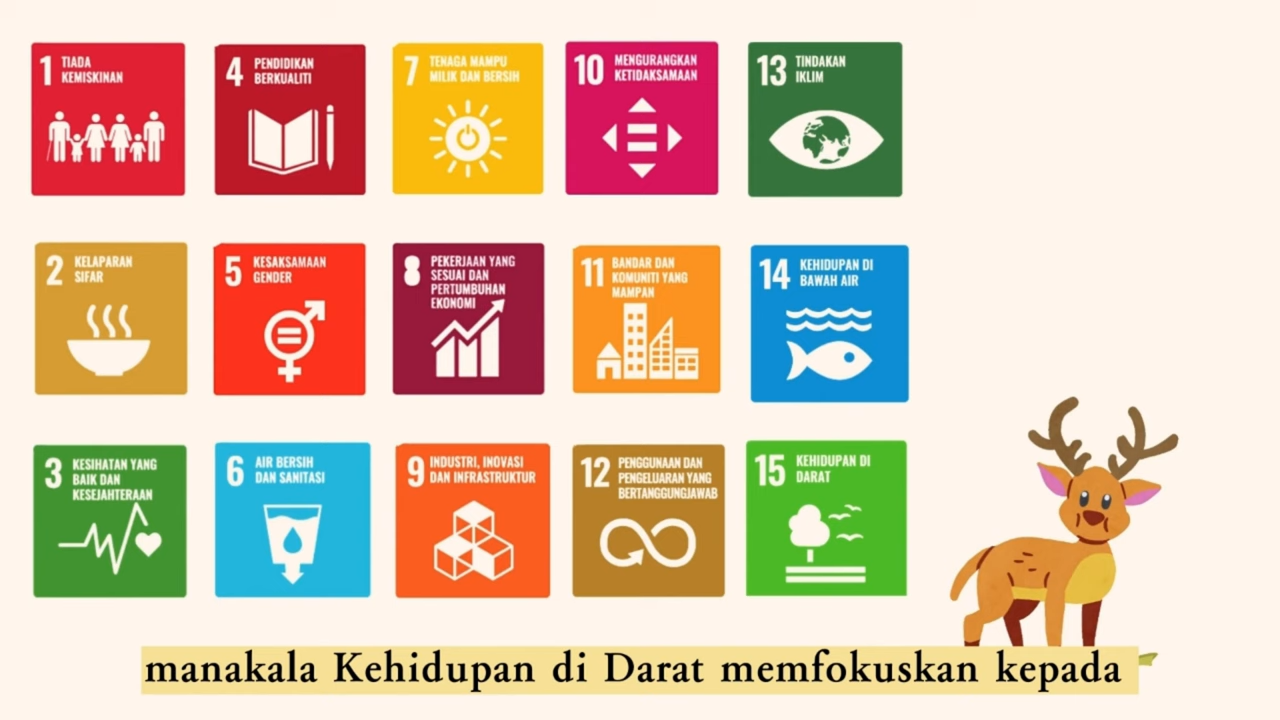 1 TIADA
KEMISKINAN
4 PENDIDIKAN
BERKUALITI
7 TENAGA MAMPU
MILIK DAN BERSIH
10 MENGURANGKAN
KETIDAKSAMAAN
13 TINDAKAN
IKLIM
2 KELAPARAN
SIFAR
5 KESAKSAMAAN
GENDER
8 PEKERJAAN YANG
SESUAI DAN
PERTUMBUHAN
EKONOMI
11 BANDAR DAN
KOMUNITI YANG
MAMPAN
14 KEHIDUPAN DI
BAWAH AIR
3 KESIHATAN YANG
BAIK DAN
KESEJAHTERAAN
6 AIR BERSIH
DAN SANITASI
9 INDUSTRI, INOVASI
DAN INFRASTRUKTUR
12 PENGGUNAAN DAN
PENGELUARAN YANG
BERTANGGUNGJAWAB
15 KEHIDUPAN DI
DARAT
manakala Kehidupan di Darat memfokuskan kepada